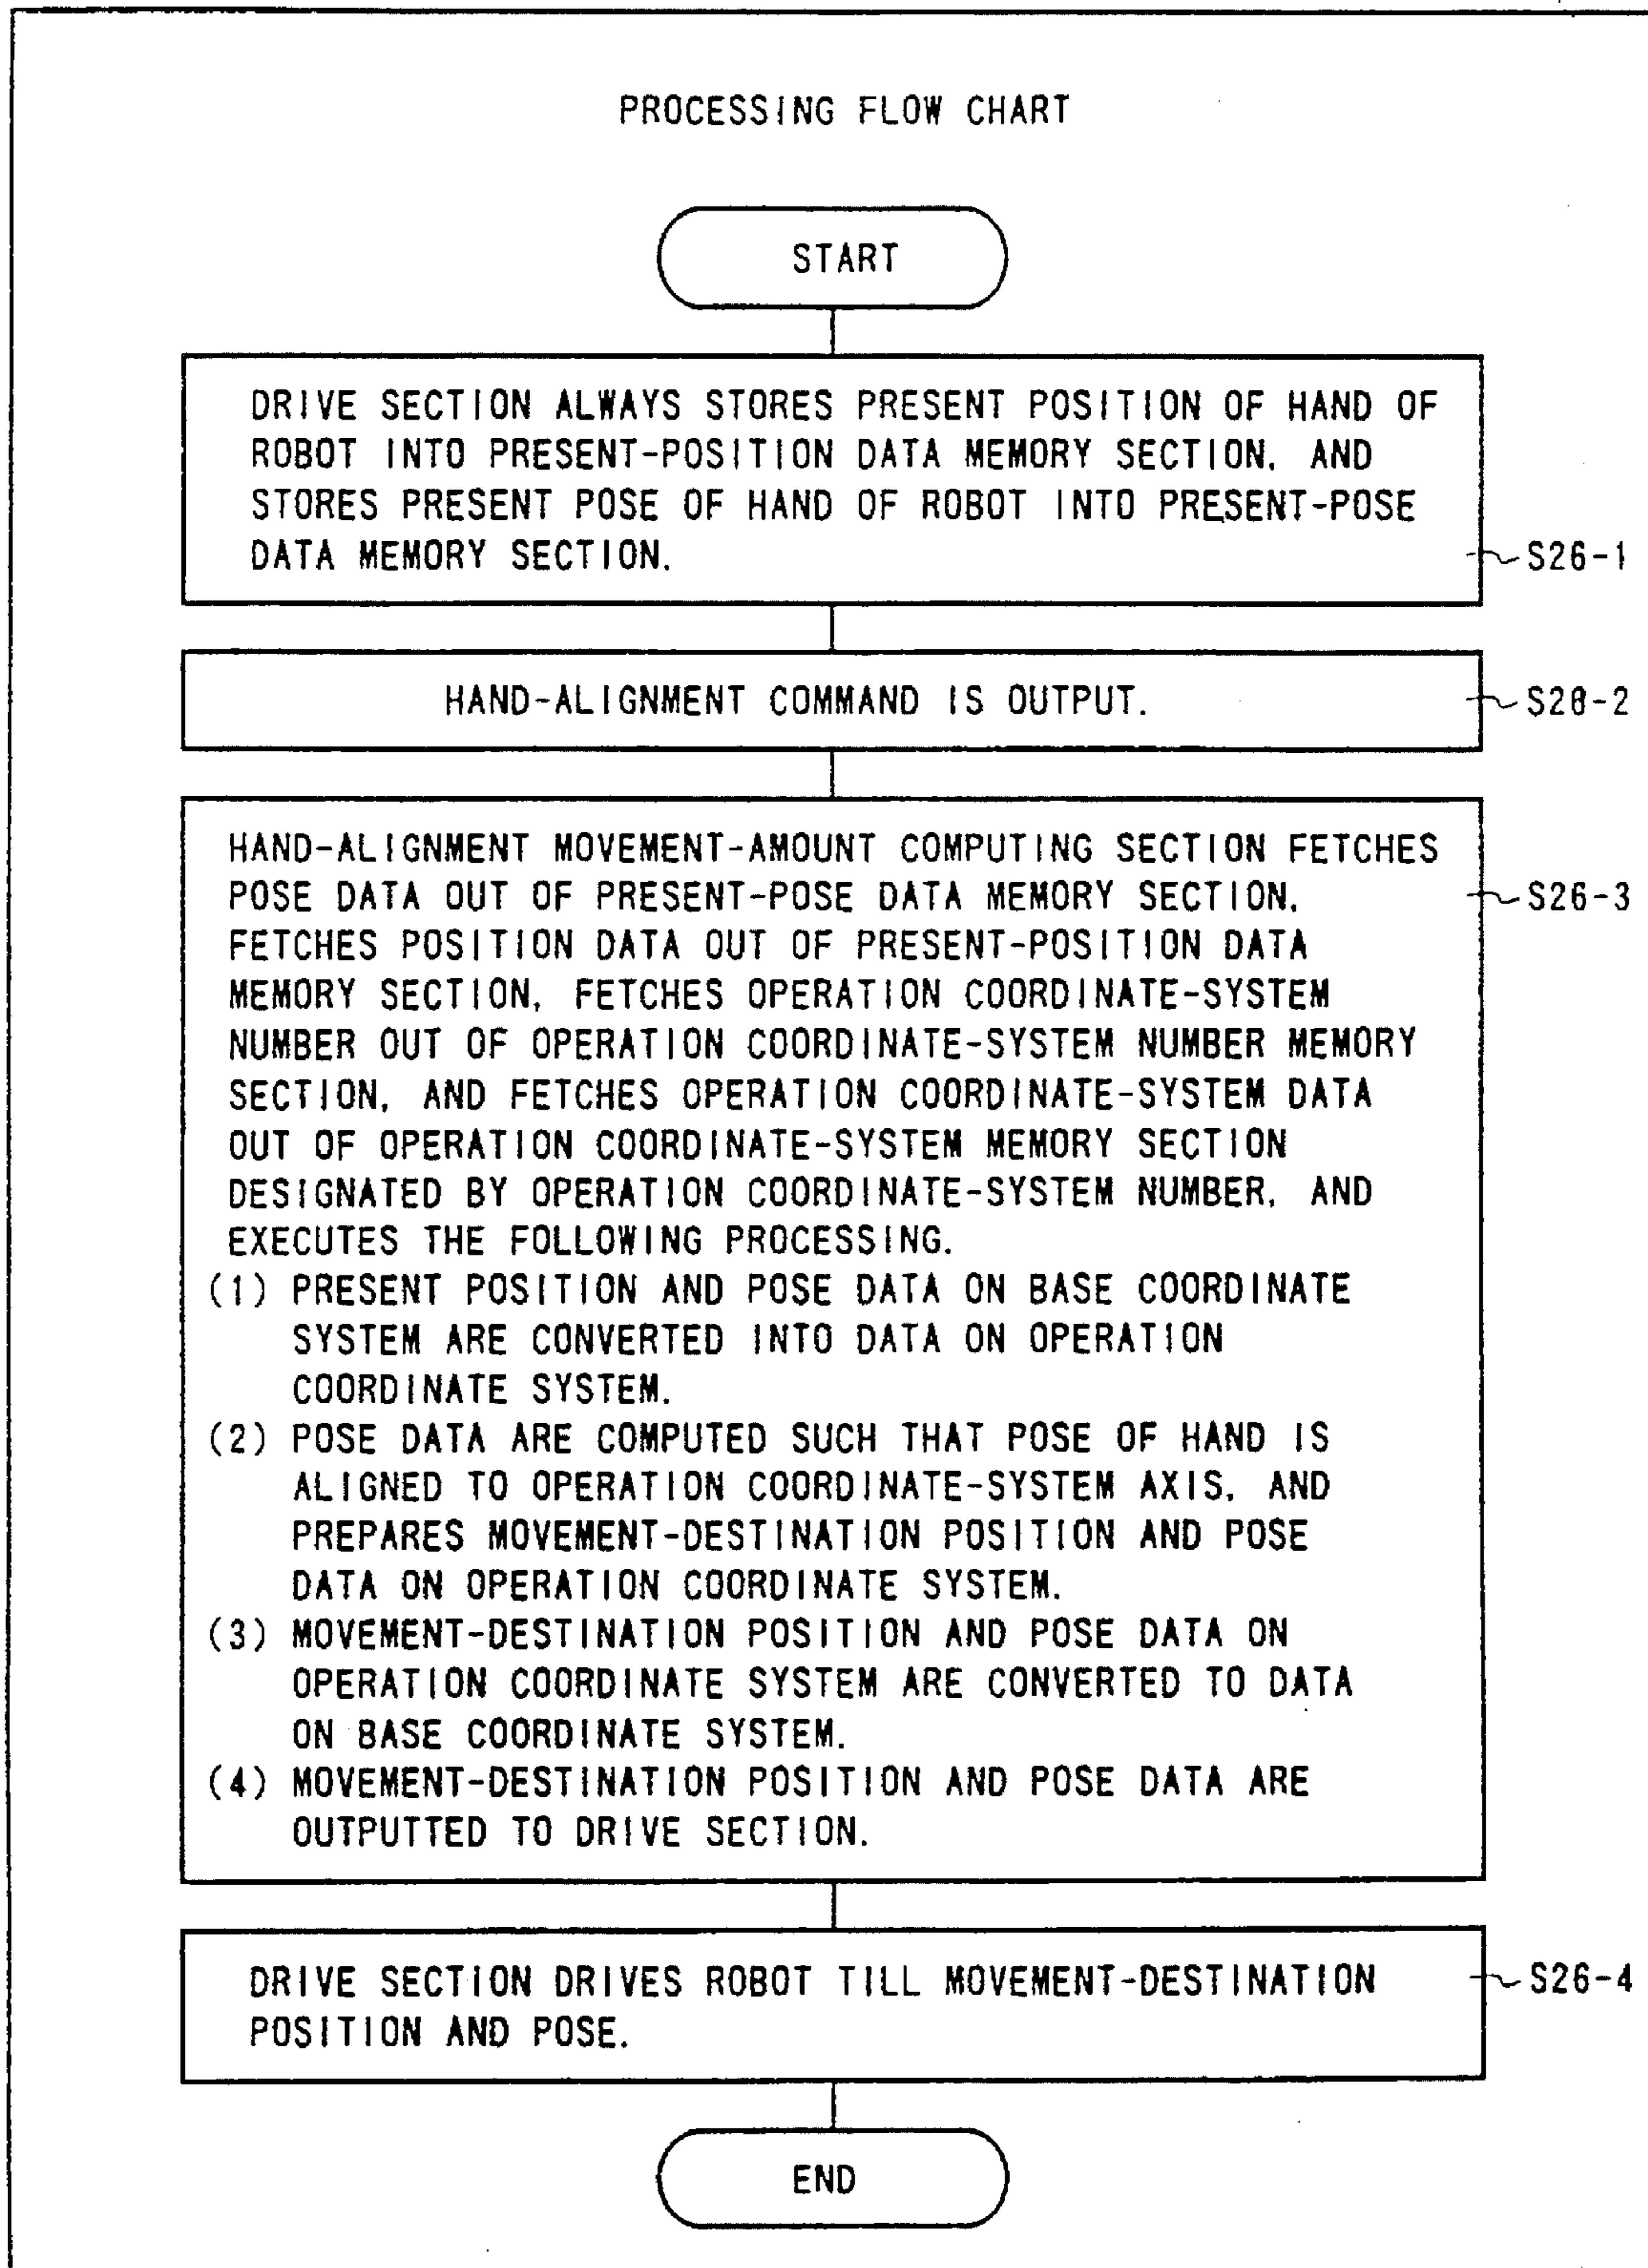 PROCESSING FLOW CHART
START
DRIVE SECTION ALWAYS STORES PRESENT POSITION OF HAND OF
ROBOT INTO PRESENT-POSITION DATA MEMORY SECTION, AND
STORES PRESENT POSE OF HAND OF ROBOT INTO PRESENT-POSE
DATA MEMORY SECTION.
S26-1
HAND-ALIGNMENT COMMAND IS OUTPUT.
S26-2
HAND-ALIGNMENT MOVEMENT-AMOUNT COMPUTING SECTION FETCHES
POSE DATA OUT OF PRESENT-POSE DATA MEMORY SECTION,
S26-3
FETCHES POSITION DATA OUT OF PRESENT-POSITION DATA
MEMORY SECTION, FETCHES OPERATION COORDINATE-SYSTEM
NUMBER OUT OF OPERATION COORDINATE-SYSTEM NUMBER MEMORY
SECTION, AND FETCHES OPERATION COORDINATE-SYSTEM DATA
OUT OF OPERATION COORDINATE-SYSTEM MEMORY SECTION
DESIGNATED BY OPERATION COORDINATE-SYSTEM NUMBER, AND
EXECUTES THE FOLLOWING PROCESSING.
(1) PRESENT POSITION AND POSE DATA ON BASE COORDINATE
SYSTEM ARE CONVERTED INTO DATA ON OPERATION
COORDINATE SYSTEM.
(2) POSE DATA ARE COMPUTED SUCH THAT POSE OF HAND IS
ALIGNED TO OPERATION COORDINATE-SYSTEM AXIS, AND
PREPARES MOVEMENT-DESTINATION POSITION AND POSE
DATA ON OPERATION COORDINATE SYSTEM.
(3) MOVEMENT-DESTINATION POSITION AND POSE DATA ON
OPERATION COORDINATE SYSTEM ARE CONVERTED TO DATA
ON BASE COORDINATE SYSTEM.
(4) MOVEMENT-DESTINATION POSITION AND POSE DATA ARE
OUTPUTTED TO DRIVE SECTION.
DRIVE SECTION DRIVES ROBOT TILL MOVEMENT-DESTINATION
POSITION AND POSE.
S26-4
END